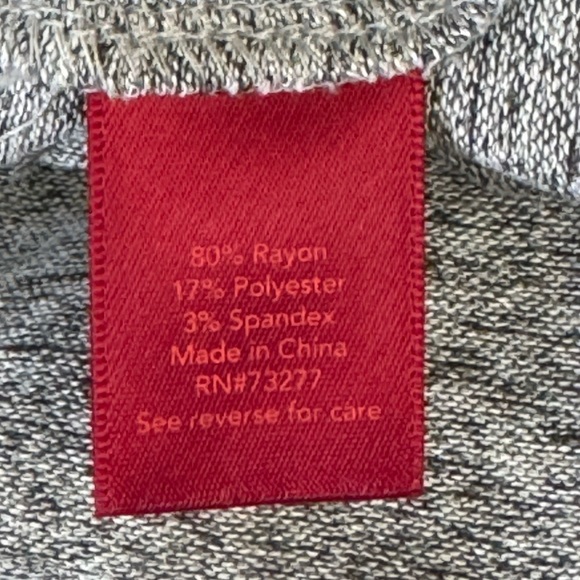 80% Rayon
17% Polyester
3% Spandex
Made in China
RN#73277
See reverse for care